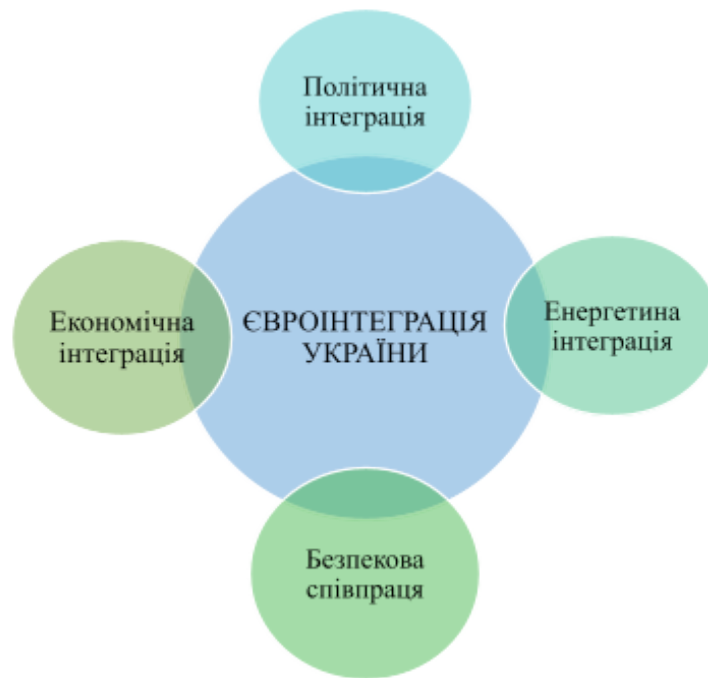 Політична
інтеграція
Економічна
інтеграція
ЄВРОІНТЕГРАЦІЯ
УКРАЇНИ
Енергетина
інтеграція
Безпекова
співпраця